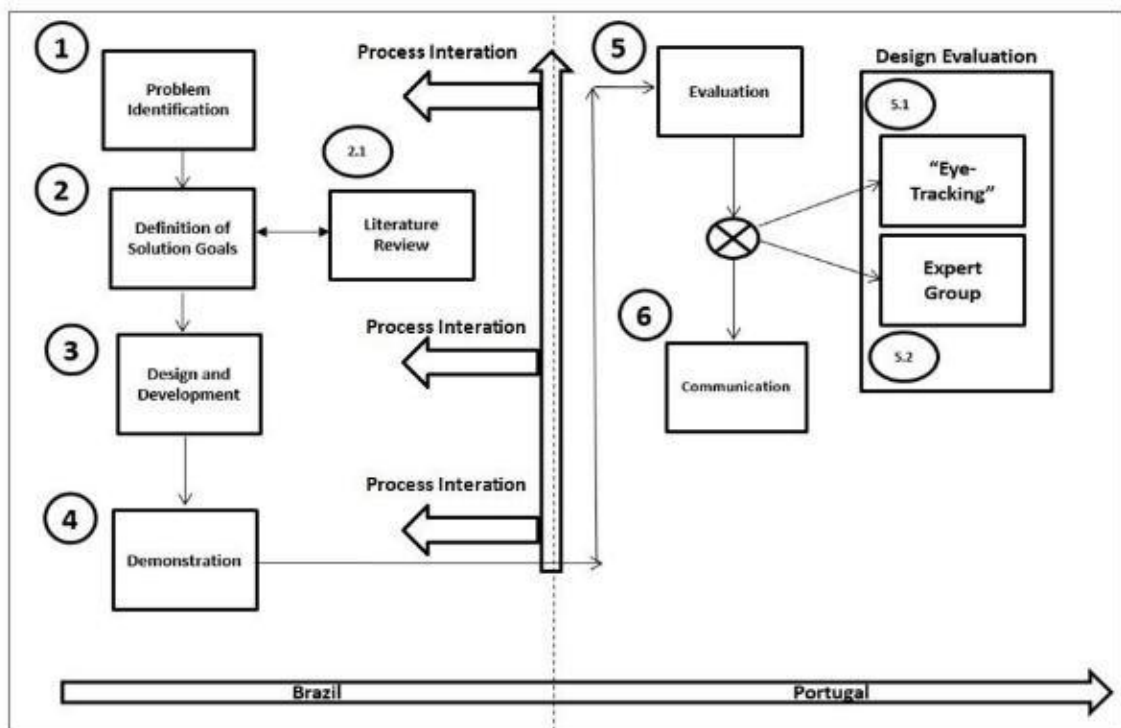 1
Problem
Identification
2
Definition of
Solution Goals
2.1
Literature
Review
3
Design and
Development
4
Demonstration
Process Interation
Process Interation
Process Interation
5
Evaluation
Design Evaluation
5.1
“Eye-
Tracking”
Expert
Group
5.2
6
Communication
Brazil
Portugal